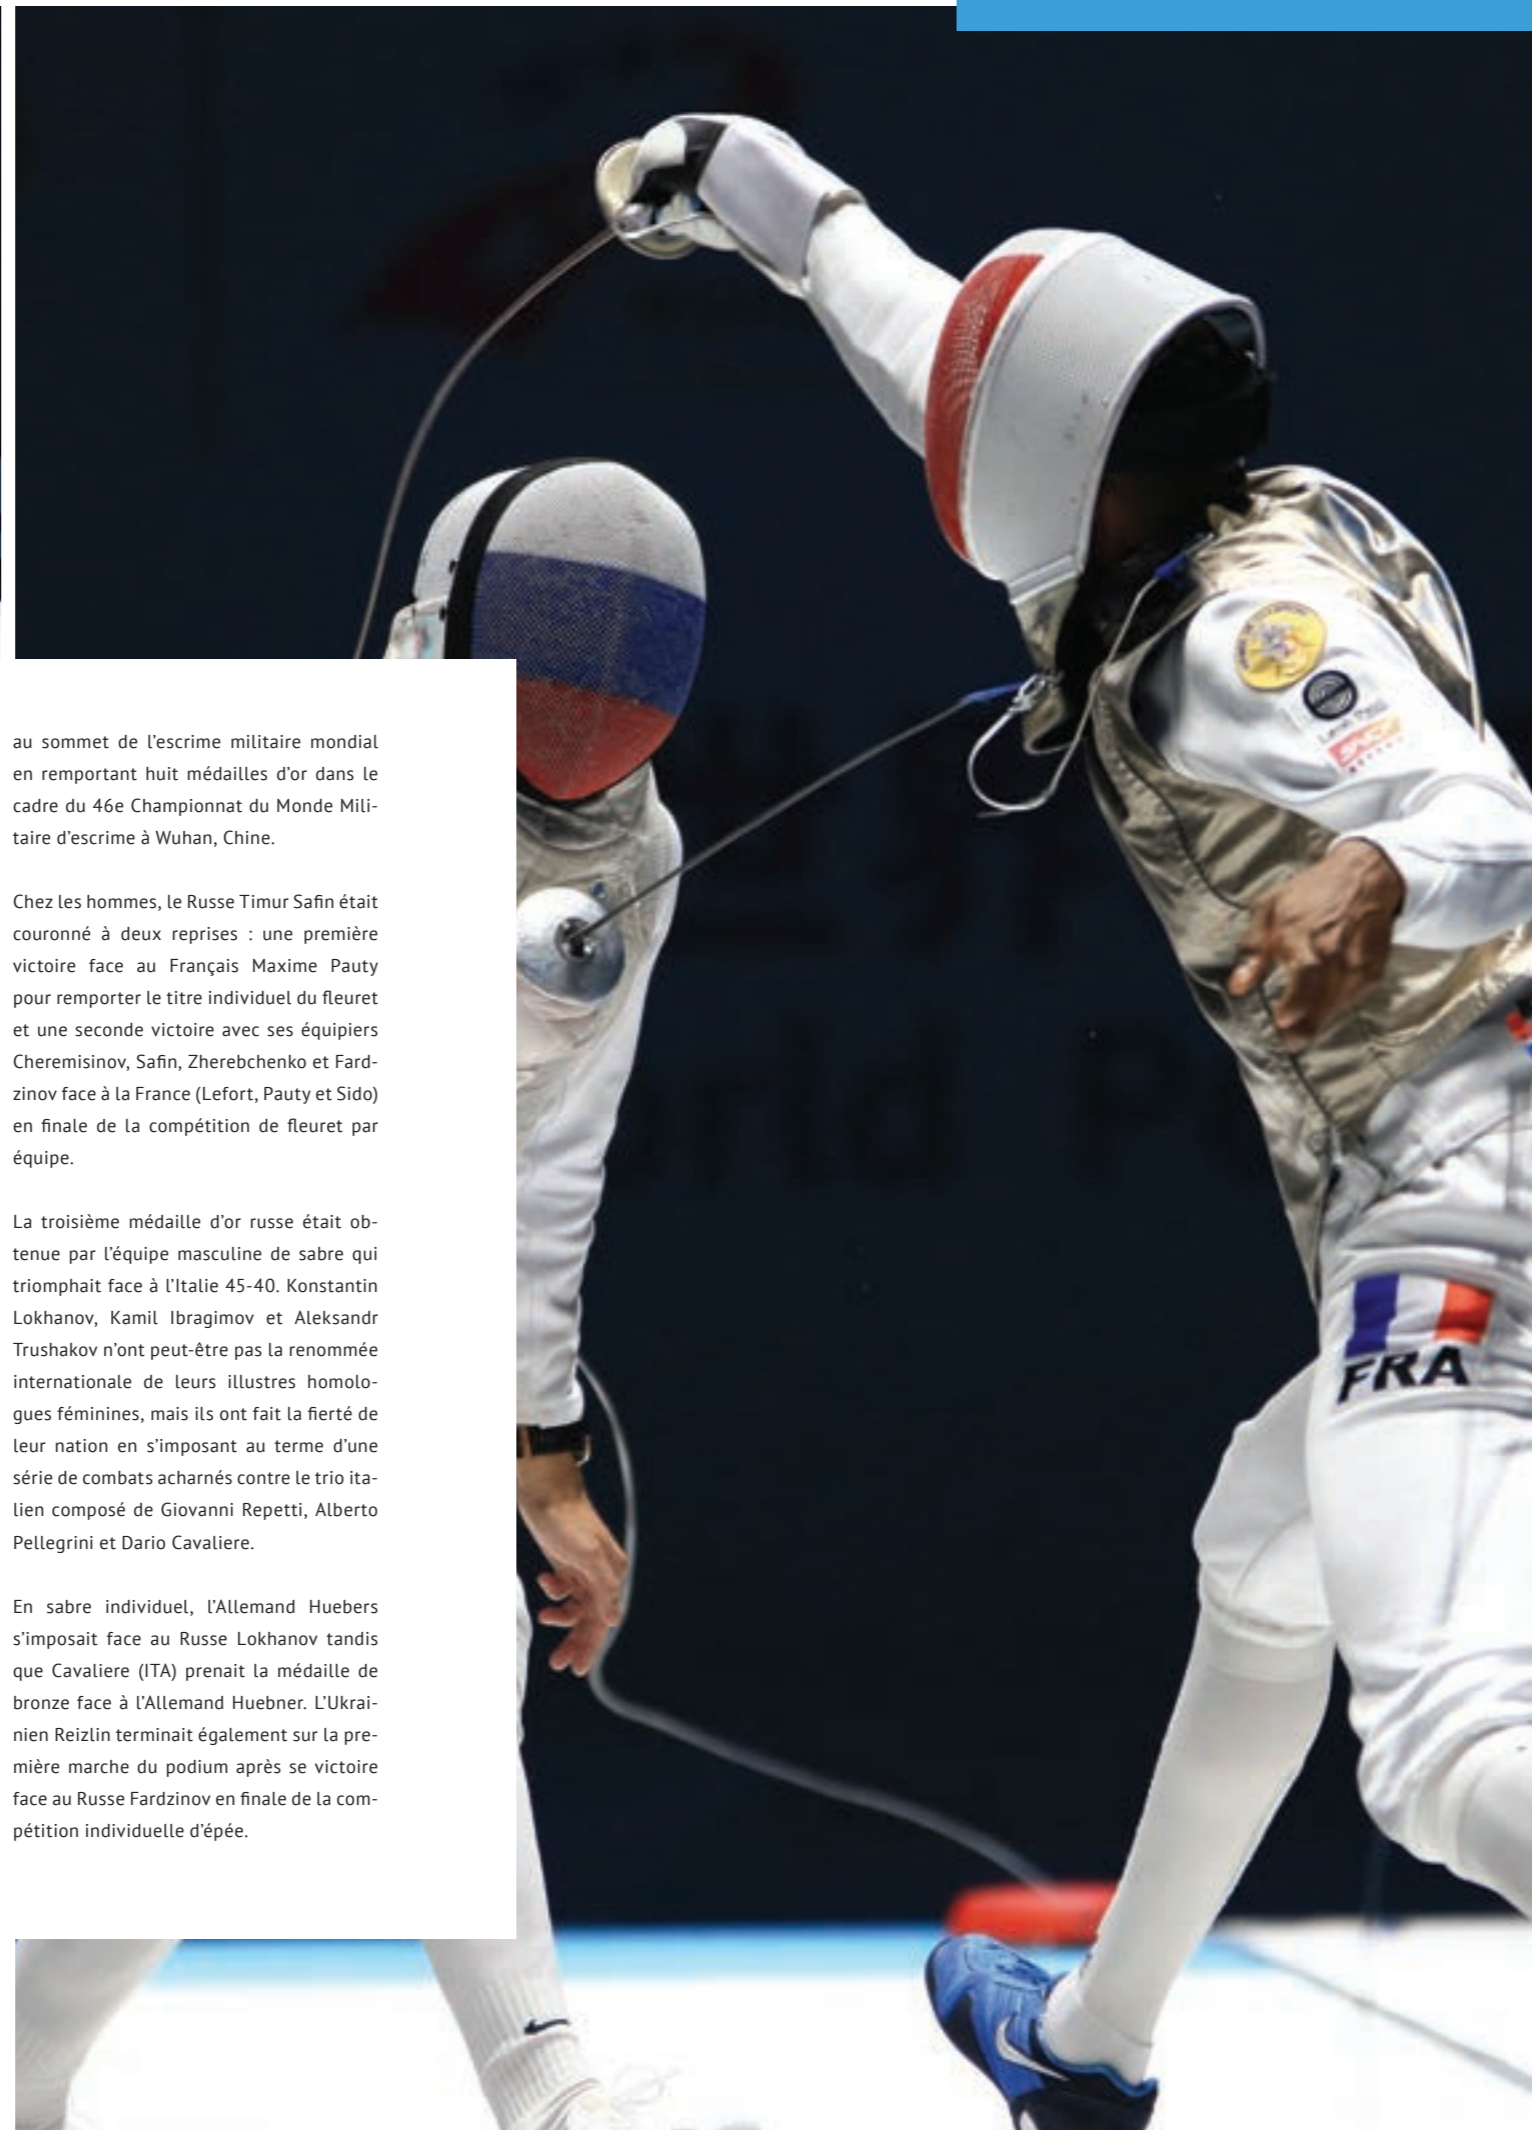 au sommet de l'escrime militaire mondial
en remportant huit médailles d'or dans le
cadre du 46e Championnat du Monde Mili-
taire d'escrime à Wuhan, Chine.
Chez les hommes, le Russe Timur Safin était
couronné à deux reprises : une première
victoire face au Français Maxime Pauty
pour remporter le titre individuel du fleuret
et une seconde victoire avec ses équipiers
Cheremisinov, Safin, Zherebchenko et Fard-
zinov face à la France (Lefort, Pauty et Sido)
en finale de la compétition de fleuret par
équipe.
La troisième médaille d'or russe était ob-
tenue par l'équipe masculine de sabre qui
triomphait face à l'Italie 45-40. Konstantin
Lokhanov, Kamil Ibragimov et Aleksandr
Trushakov n'ont peut-être pas la renommée
internationale de leurs illustres homolo-
gues féminines, mais ils ont fait la fierté de
leur nation en s'imposant au terme d'une
série de combats acharnés contre le trio ita-
lien composé de Giovanni Repetti, Alberto
Pellegrini et Dario Cavaliere.
En sabre individuel, l'Allemand Huebers
s'imposait face au Russe Lokhanov tandis
que Cavaliere (ITA) prenait la médaille de
bronze face à l'Allemand Huebner. L'Ukrai-
nien Reizlin terminait également sur la pre-
mière marche du podium après se victoire
face au Russe Fardzinov en finale de la com-
pétition individuelle d'épée.
FRA